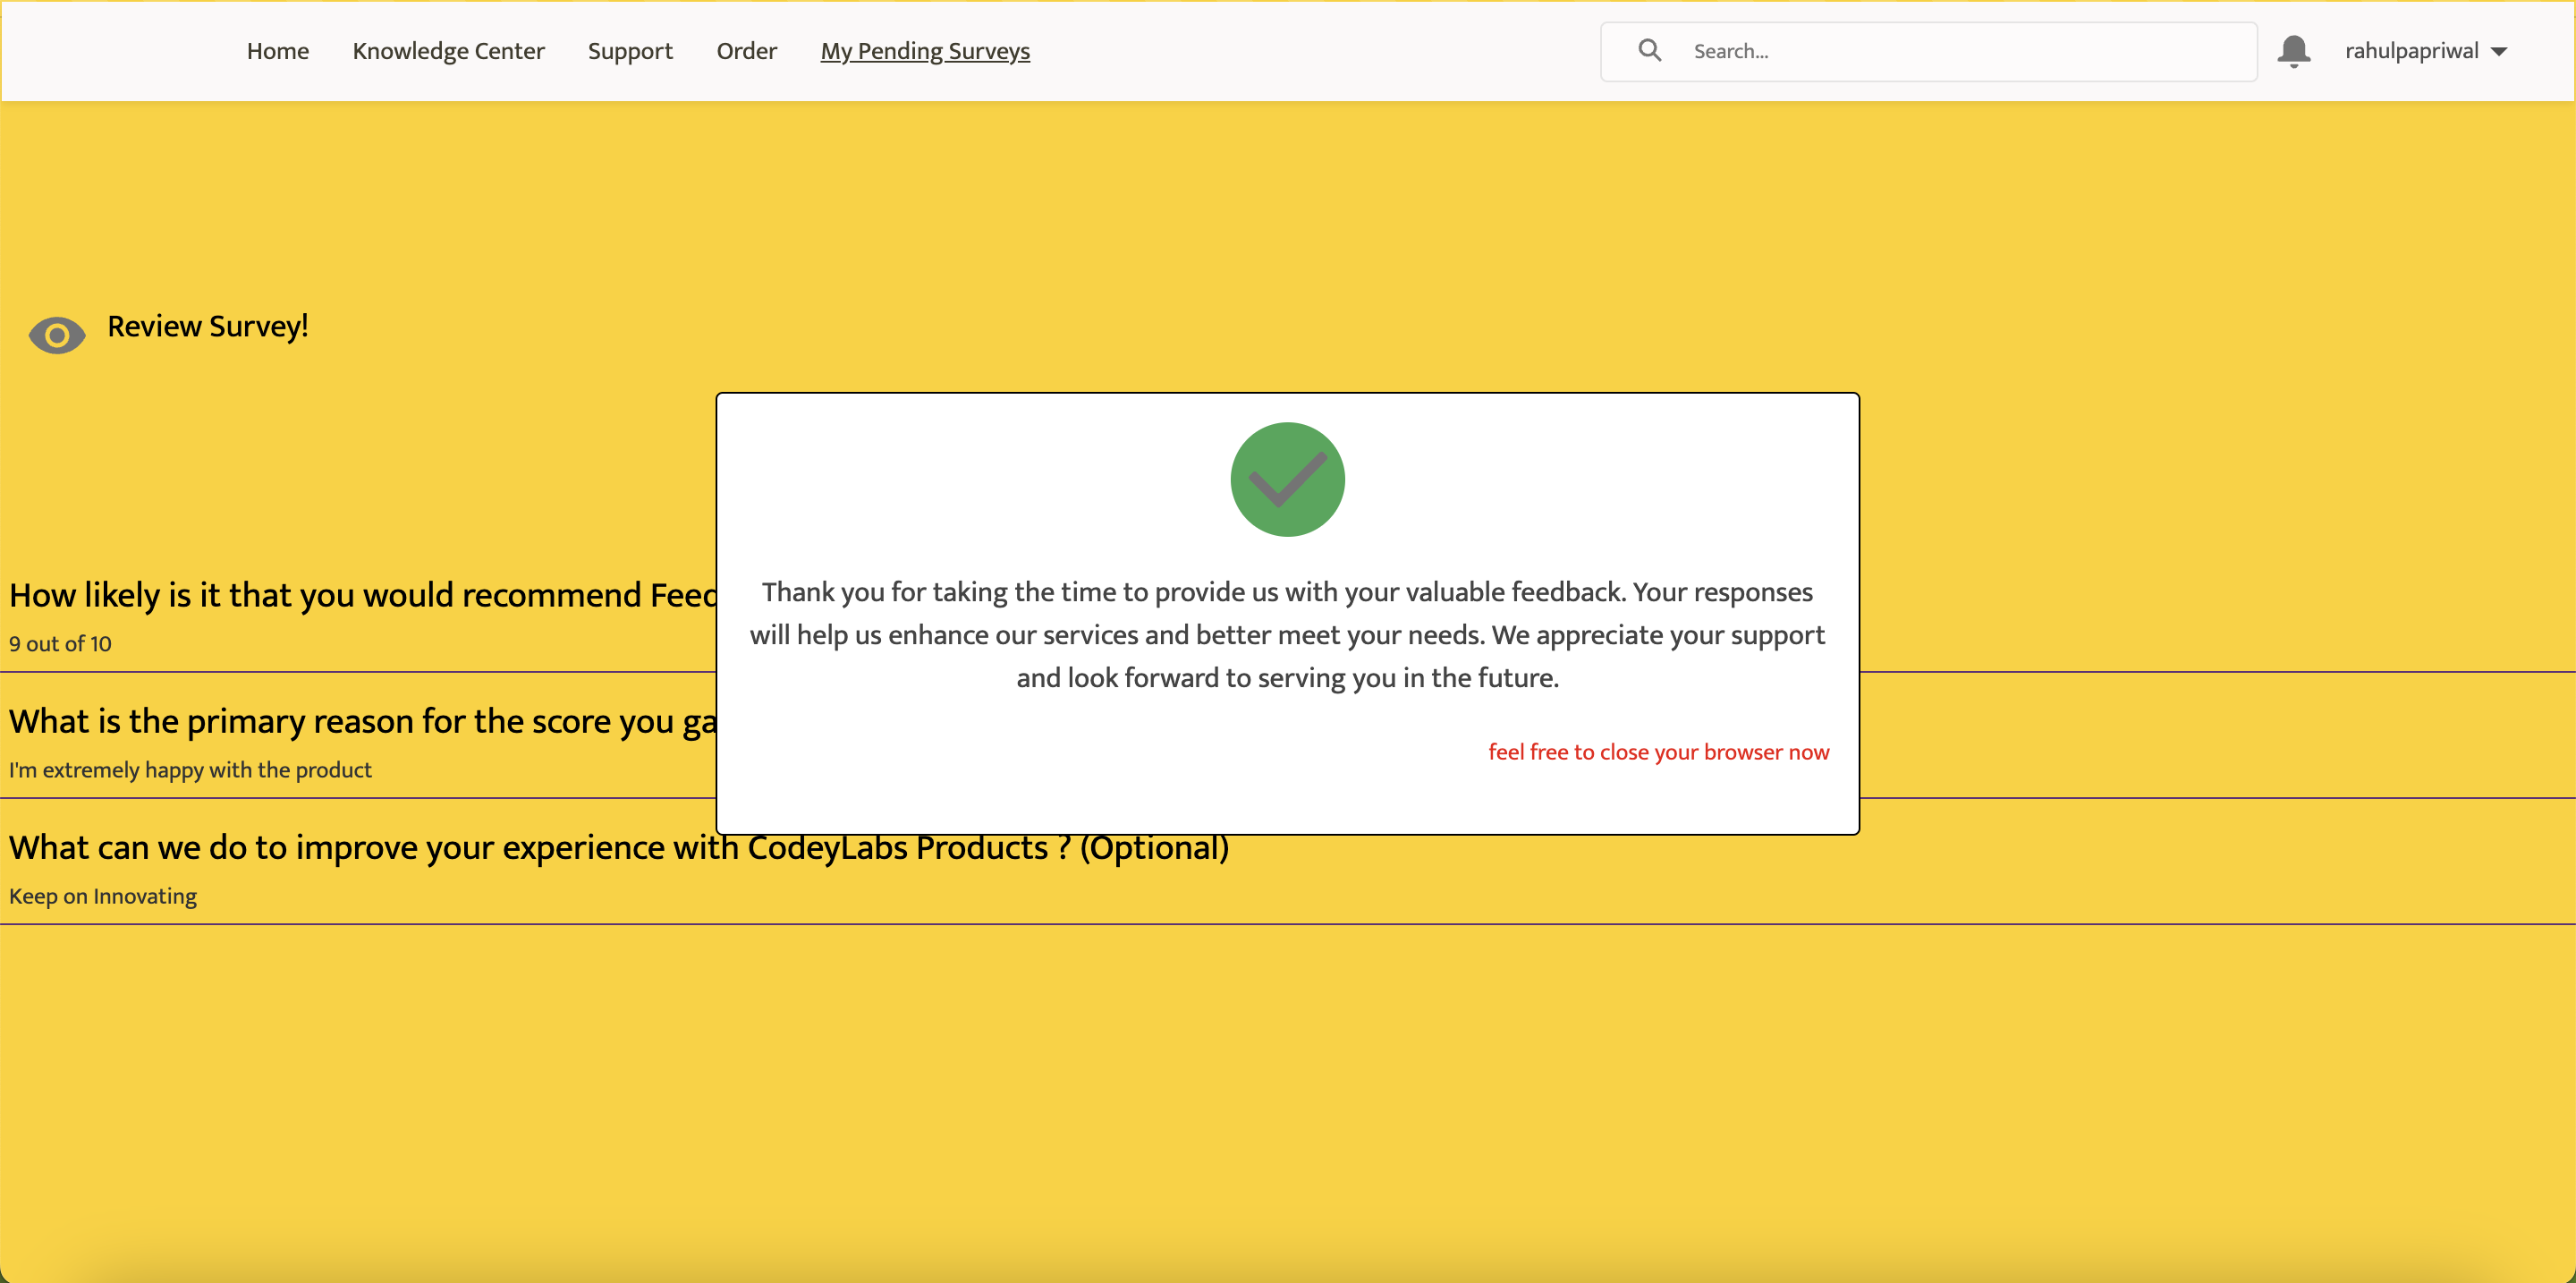 Home Knowledge Center Support Order My Pending Surveys Search... rahulpapriwal
Review Survey!
How likely is it that you would recommend
9 out of 10
What is the primary reason for the score you
I'm extremely happy with the product
What can we do to improve your experience with CodeyLabs Products ? (Optional)
Keep on Innovating
Thank you for taking the time to provide us with your valuable feedback. Your responses
will help us enhance our services and better meet your needs. We appreciate your support
and look forward to serving you in the future.
feel free to close your browser now